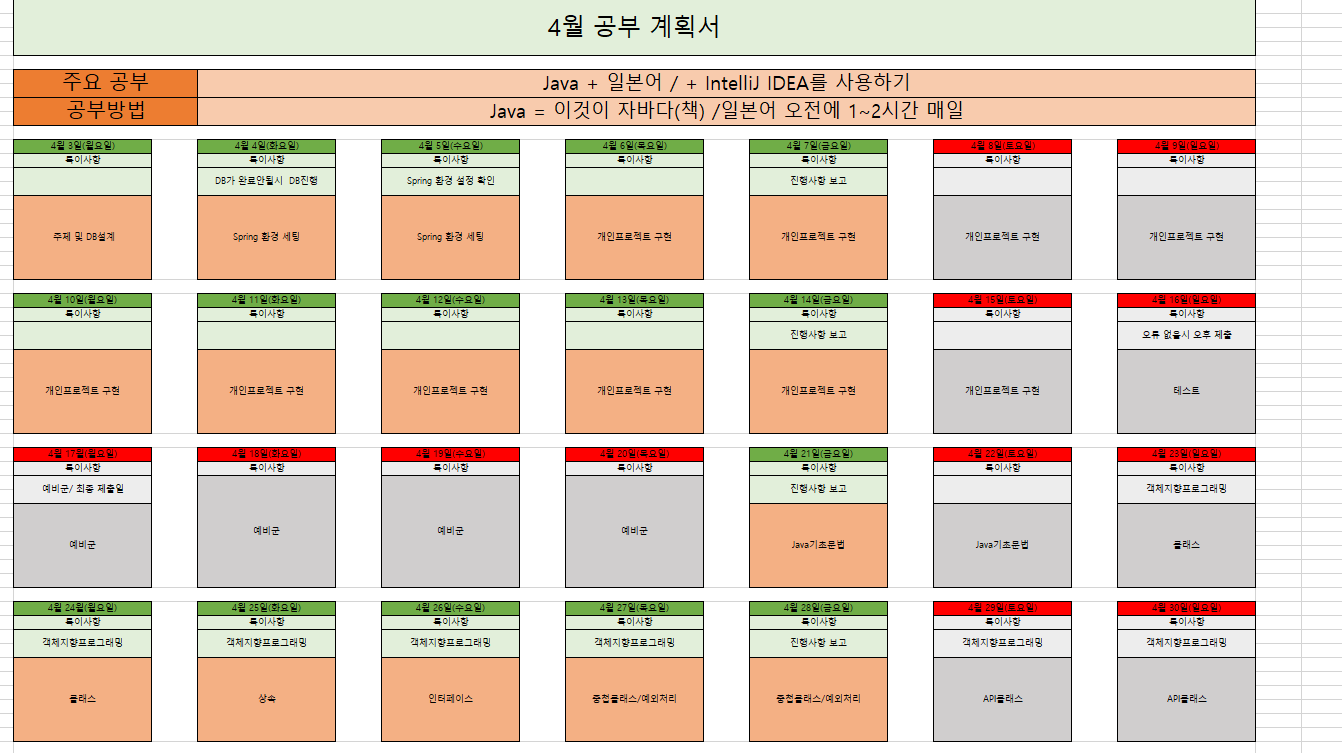 4월 공부 계획서
주요 공부 Java + 일본어 / + IntelliJ IDEA를 사용하기
공부방법 Java = 이것이 자바다(책) /일본어 오전에 1~2시간 매일
4월 3일(월요일) 4월 4일(화요일) 4월 5일(수요일) 4월 6일(목요일) 4월 7일(금요일) 4월 8일(토요일) 4월 9일(일요일)
특이사항 특이사항 특이사항 특이사항 특이사항 특이사항 특이사항
DB가 완료안될시 DB진행 Spring 환경 설정 확인 진행사항 보고
주제 및 DB설계 Spring 환경 세팅 Spring 환경 세팅 개인프로젝트 구현 개인프로젝트 구현 개인프로젝트 구현 개인프로젝트 구현
4월 10일(월요일) 4월 11일(화요일) 4월 12일(수요일) 4월 13일(목요일) 4월 14일(금요일) 4월 15일(토요일) 4월 16일(일요일)
특이사항 특이사항 특이사항 특이사항 특이사항 특이사항 특이사항
진행사항 보고 오류 없을시 오후 제출
개인프로젝트 구현 개인프로젝트 구현 개인프로젝트 구현 개인프로젝트 구현 개인프로젝트 구현 개인프로젝트 구현 테스트
4월 17일(월요일) 4월 18일(화요일) 4월 19일(수요일) 4월 20일(목요일) 4월 21일(금요일) 4월 22일(토요일) 4월 23일(일요일)
특이사항 특이사항 특이사항 특이사항 특이사항 특이사항 특이사항
예비군/ 최종 제출일 진행사항 보고 객체지향프로그래밍
예비군 예비군 예비군 예비군 Java기초문법 Java기초문법 클래스
4월 24일(월요일) 4월 25일(화요일) 4월 26일(수요일) 4월 27일(목요일) 4월 28일(금요일) 4월 29일(토요일) 4월 30일(일요일)
특이사항 특이사항 특이사항 특이사항 특이사항 특이사항 특이사항
객체지향프로그래밍 객체지향프로그래밍 객체지향프로그래밍 객체지향프로그래밍 진행사항 보고 객체지향프로그래밍 객체지향프로그래밍
클래스 상속 인터페이스 중첩클래스/예외처리 중첩클래스/예외처리 API클래스 API클래스